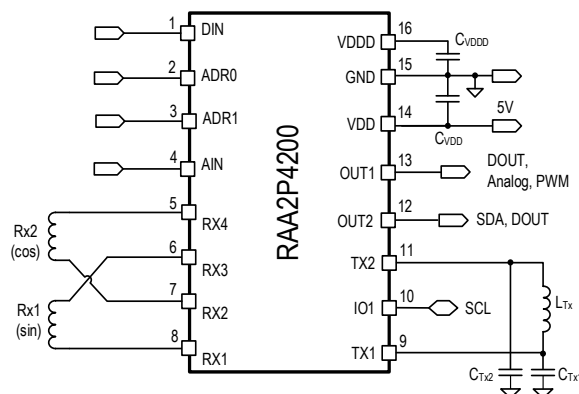 1
DIN
2
ADR0
3
ADR1
4
AIN
5
RX4
6
RX3
7
RX2
8
RX1
Rx2
(cos)
Rx1
(sin)
RAA2P4200
VDDD
16
CVDDD
GND
15
VDD
14
5V
CVDD
OUT1
13
DOUT,
Analog, PWM
OUT2
12
SDA, DOUT
TX2
11
IO1
10
SCL
LTx
TX1
9
CTx2
CTx1